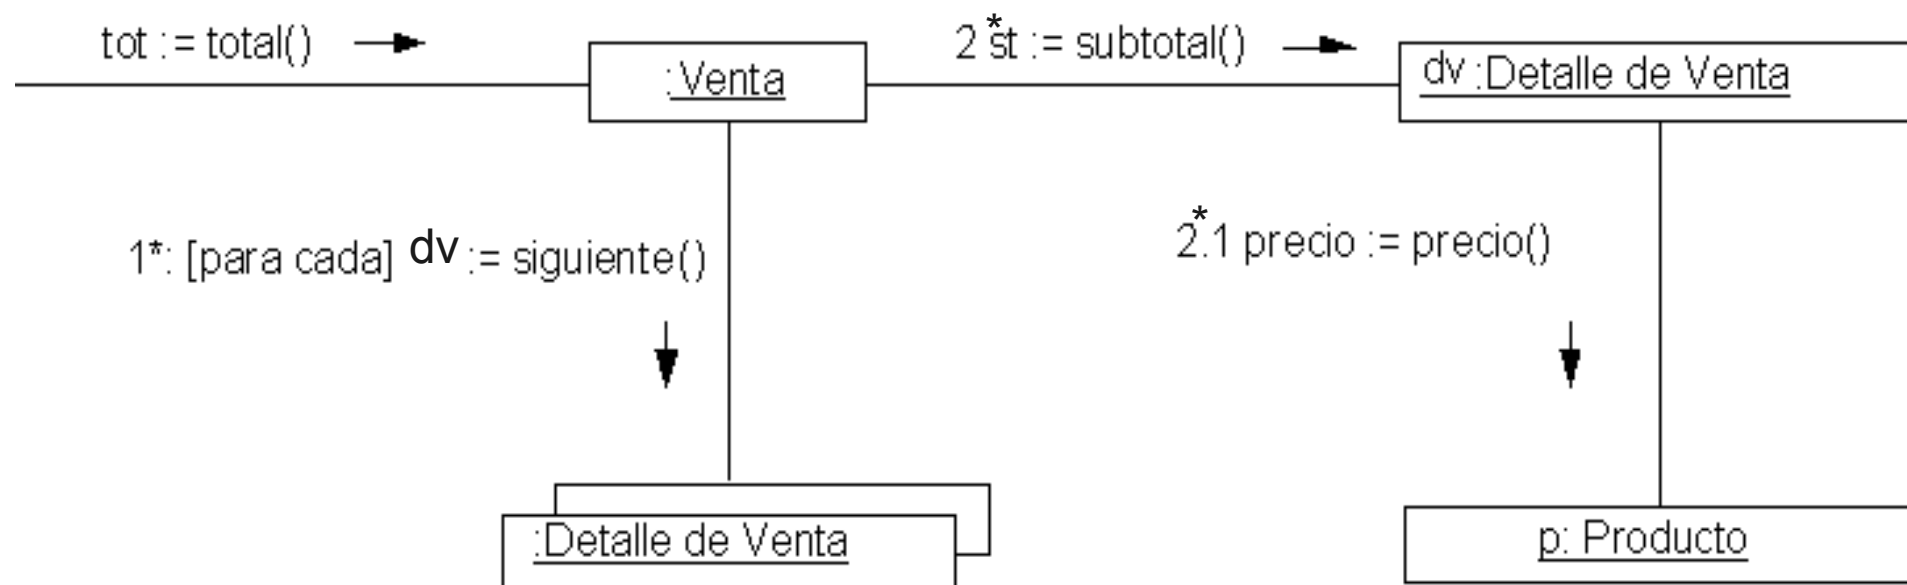 tot := total()
2*st := subtotal()
:Venta
dv :Detalle de Venta
1*: [para cada] dv := siguiente()
2*.1 precio := precio()
:Detalle de Venta
p: Producto